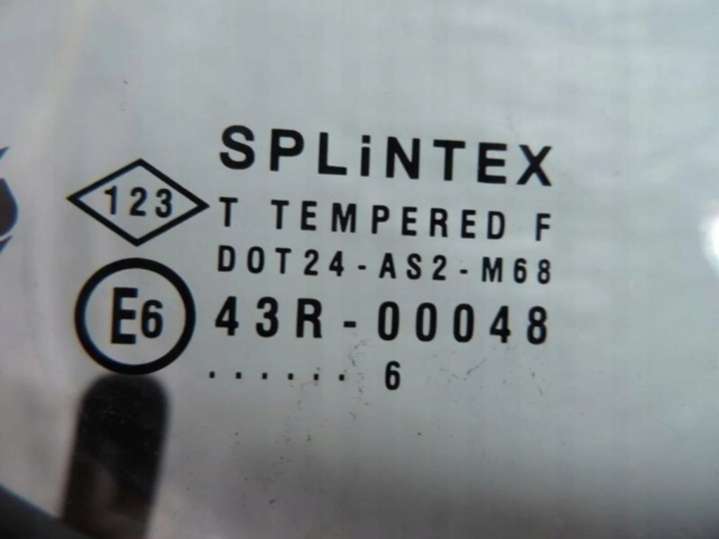 SPLiNTEX
123 T TEMPERED F
DOT24-AS2-M68
E6 43R-00048
...... 6